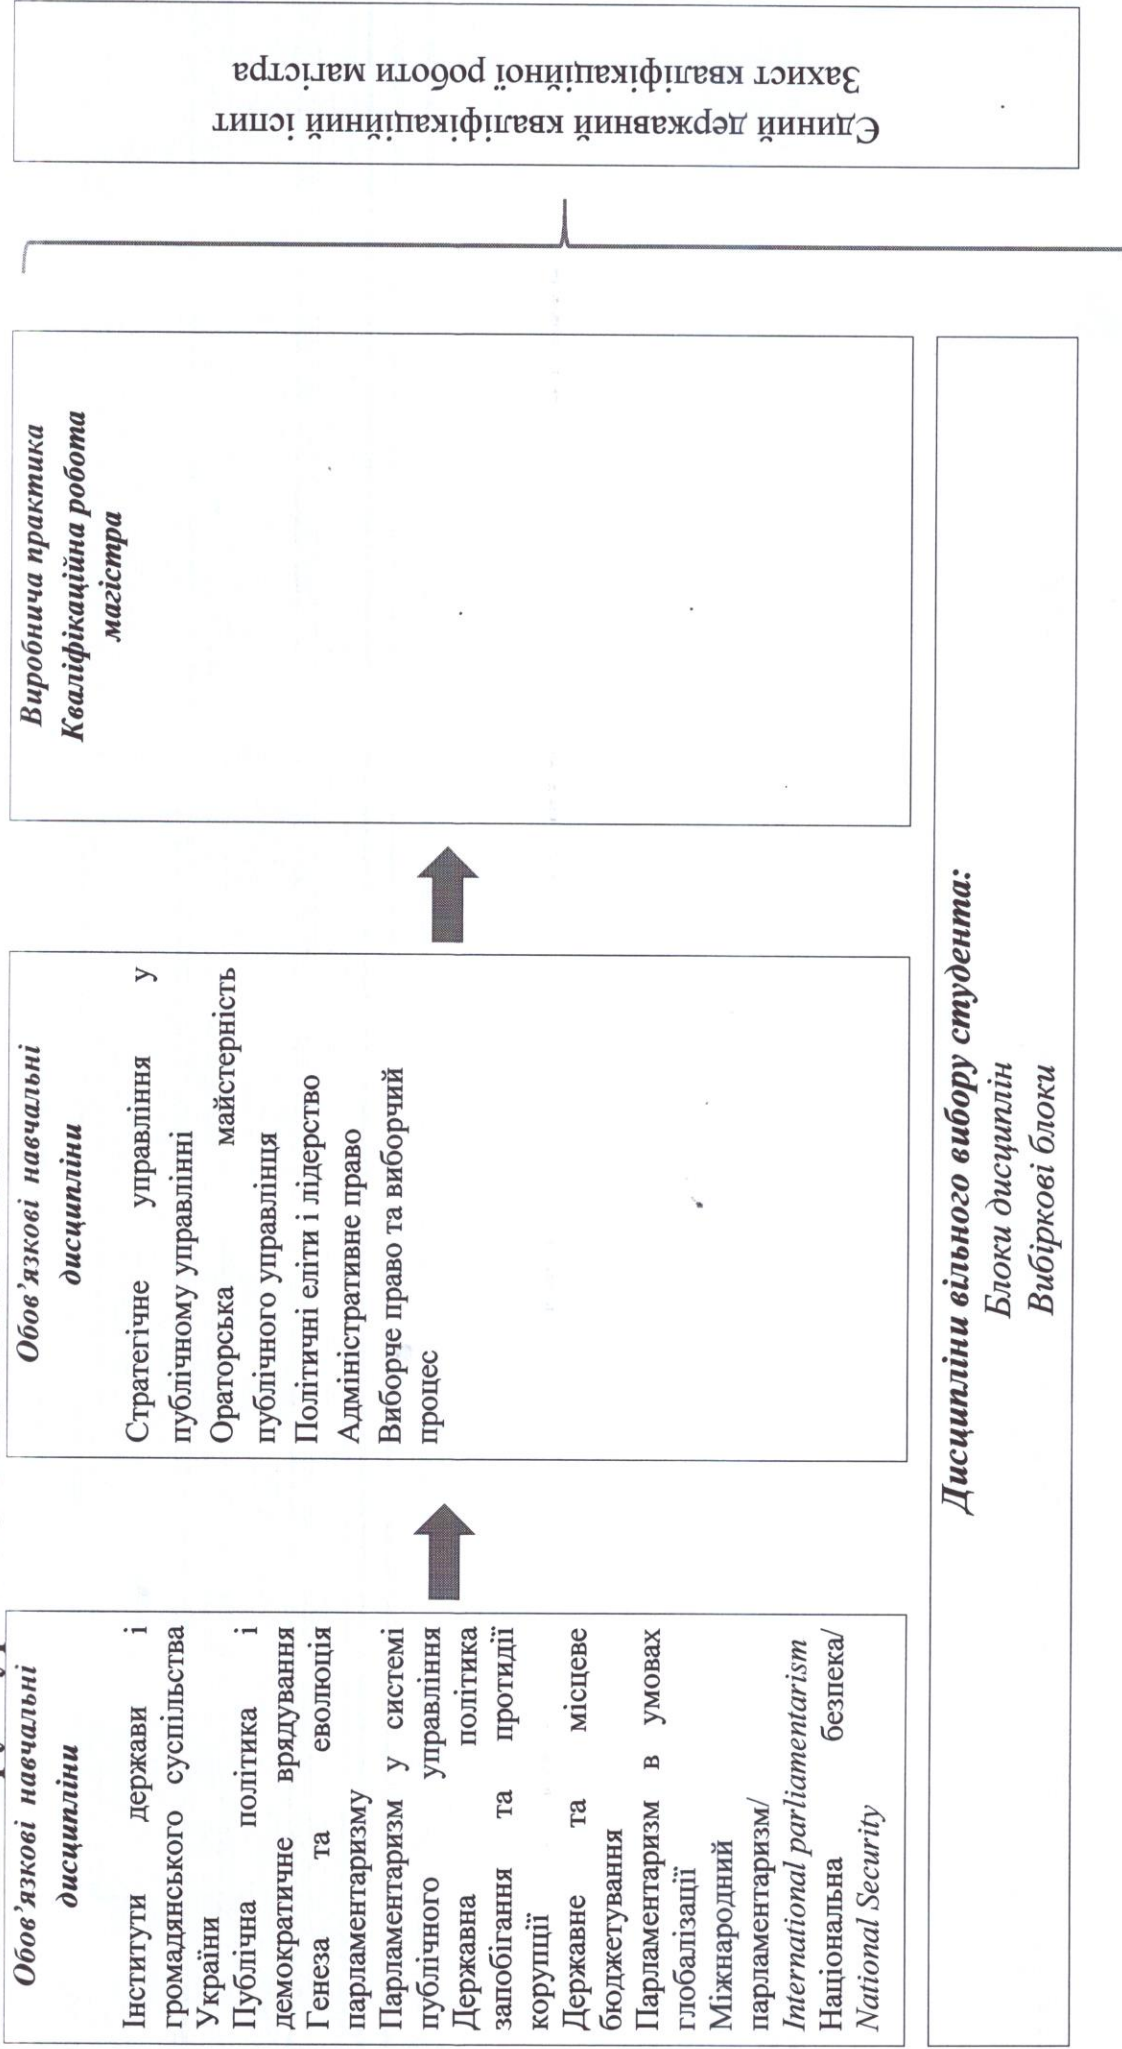 Обов'язкові навчальні
дисципліни
Інститути держави і
громадянського суспільства
України
Публічна політика і
демократичне врядування
Генеза та еволюція
парламентаризму
Парламентаризм у системі
публічного управління
Державна політика
запобігання та протидії
корупції
Державне та місцеве
бюджетування
Парламентаризм в умовах
глобалізації
Міжнародний
парламентаризм/
International parliamentarism
Національна безпека/
National Security
Обов'язкові навчальні
дисципліни
Стратегічне управління у
публічному управлінні
Ораторська майстерність
публічного управлінця
Політичні еліти і лідерство
Адміністративне право
Виборче право та виборчий
процес
Виробнича практика
Кваліфікаційна робота
магістра
Дисципліни вільного вибору студента:
Блоки дисциплін
Вибіркові блоки
Єдиний державний кваліфікаційний іспит
Захист кваліфікаційної роботи магістра